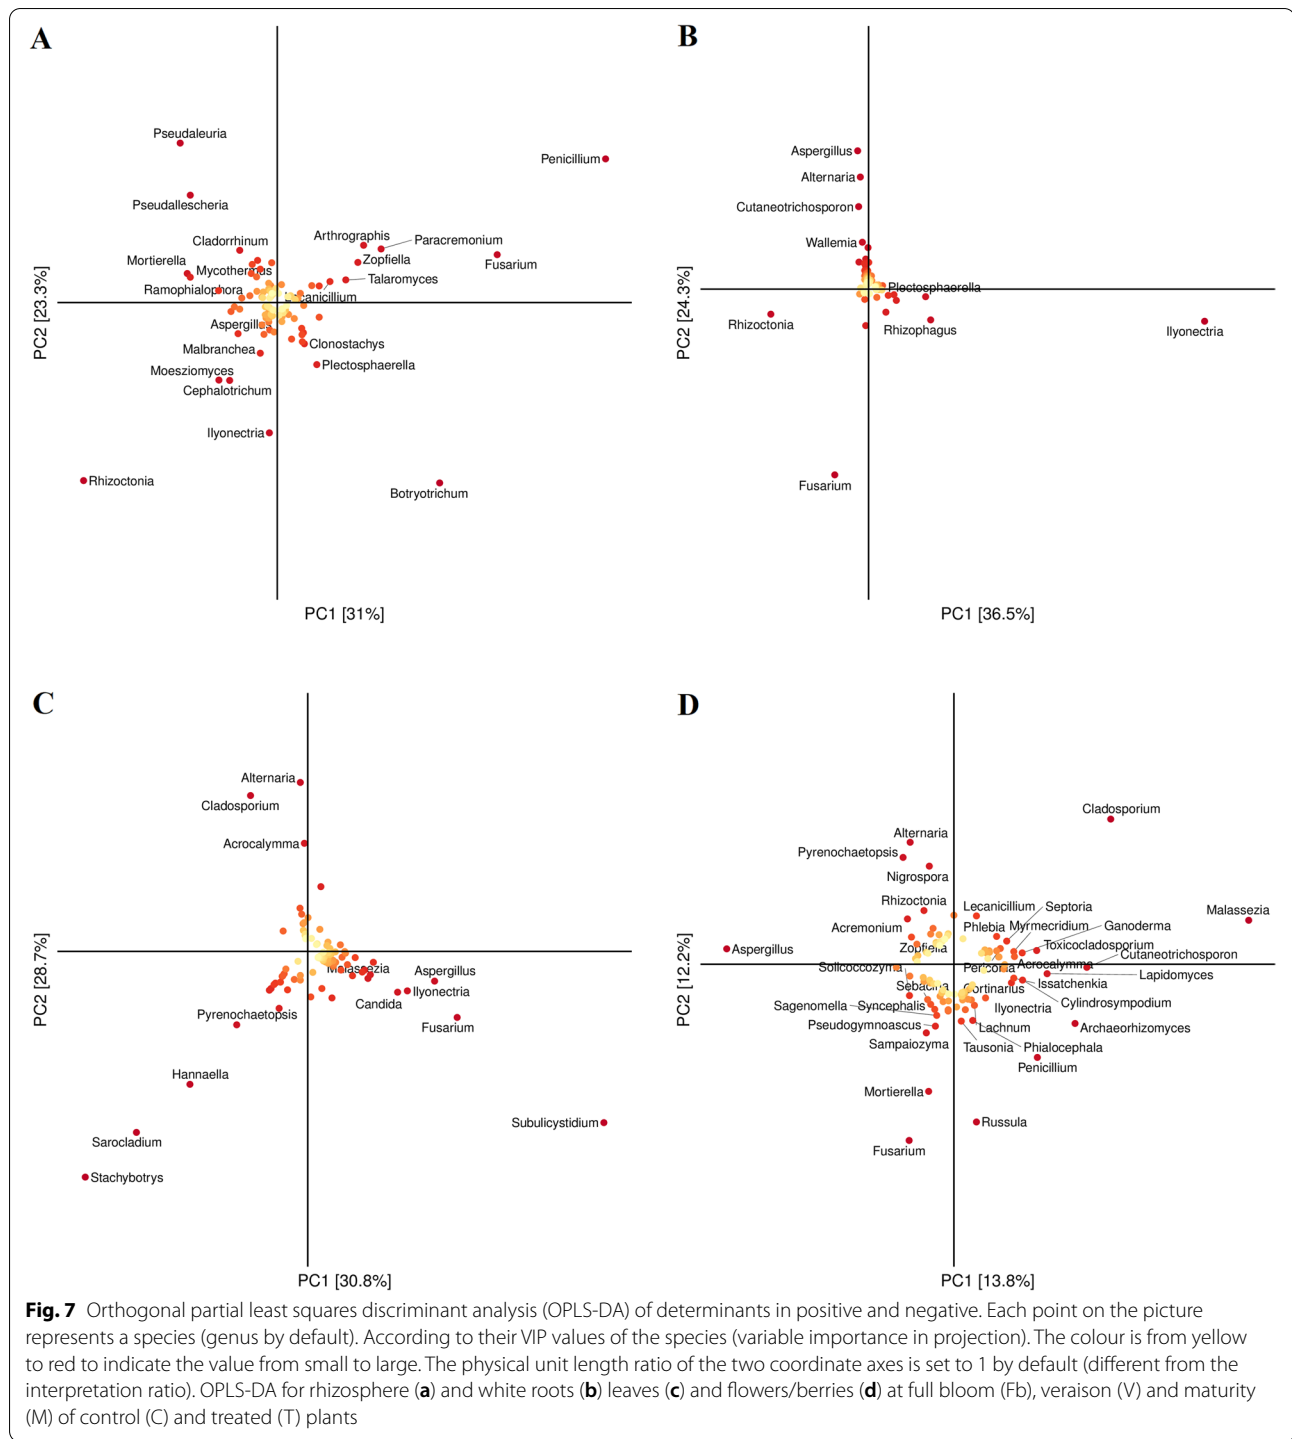 A
Pseudaleuria
Penicillium
Pseudallescheria
Cladorrhinum
Arthrographis
Paracremonium
Mortierella
Mycothermus
Zopfiella
Fusarium
Talaromyces
Ramophialophora
Aspergillus
Clonostachys
Malbranchea
Plectosphaerella
Moesziomyces
Cephalotrichum
Ilyonectria
Rhizoctonia
Botryotrichum
PC2 [23.3%]
PC1 [31%]
B
Aspergillus
Alternaria
Cutaneotrichosporon
Wallemia
Plectosphaerella
Rhizoctonia
Rhizophagus
Ilyonectria
Fusarium
PC2 [24.3%]
PC1 [36.5%]
C
Alternaria
Cladosporium
Acrocalymma
Malassezia
Aspergillus
Ilyonectria
Candida
Pyrenochaetopsis
Fusarium
Hannaella
Subulicystidium
Sarocladium
Stachybotrys
PC2 [28.7%]
PC1 [30.8%]
D
Cladosporium
Alternaria
Pyrenochaetopsis
Nigrospora
Rhizoctonia
Lecanicillium
Septoria
Malassezia
Acremonium
Phlebia
Myrmecridium
Ganoderma
Aspergillus
Zopfiella
Toxicocladosporium
Cutaneotrichosporon
Solicoccozyma
Periconia
Acrocalymma
Lapidomyces
Sebacina
Cortinarius
Issatchenkia
Sagenomella
Syncephalis
Ilyonectria
Cylindrosympodium
Pseudogymnoascus
Lachnum
Archaeorhizomyces
Sampaiozyma
Tausonia
Phialocephala
Penicillium
Mortierella
Russula
Fusarium
PC2 [12.2%]
PC1 [13.8%]
Fig. 7 Orthogonal partial least squares discriminant analysis (OPLS-DA) of determinants in positive and negative. Each point on the picture
represents a species (genus by default). According to their VIP values of the species (variable importance in projection). The colour is from yellow
to red to indicate the value from small to large. The physical unit length ratio of the two coordinate axes is set to 1 by default (different from the
interpretation ratio). OPLS-DA for rhizosphere (a) and white roots (b) leaves (c) and flowers/berries (d) at full bloom (Fb), veraison (V) and maturity
(M) of control (C) and treated (T) plants